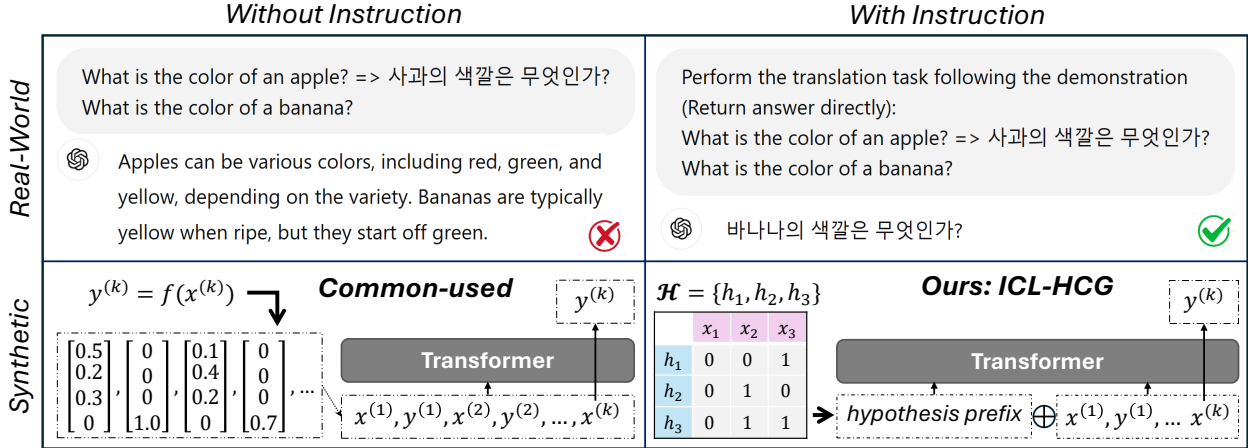 Without Instruction
With Instruction
Real-World
What is the color of an apple? => 사과의 색깔은 무엇인가?
What is the color of a banana?
Apples can be various colors, including red, green, and
yellow, depending on the variety. Bananas are typically
yellow when ripe, but they start off green.
Perform the translation task following the demonstration
(Return answer directly):
What is the color of an apple? => 사과의 색깔은 무엇인가?
What is the color of a banana?
바나나의 색깔은 무엇인가?
Synthetic
y^(k) = f(x^(k))
Common-used
y^(k)
[0.5 0.2 0.3 0], [0 0 0 1.0], [0.1 0.4 0.2 0], [0 0 0 0.7], ...
Transformer
x^(1), y^(1), x^(2), y^(2), ..., x^(k)
𝓗 = {h₁, h₂, h₃}
Ours: ICL-HCG
y^(k)
x₁ x₂ x₃
h₁ 0 0 1
h₂ 0 1 0
h₃ 0 1 1
Transformer
hypothesis prefix ⊕ x^(1), y^(1), ... x^(k)